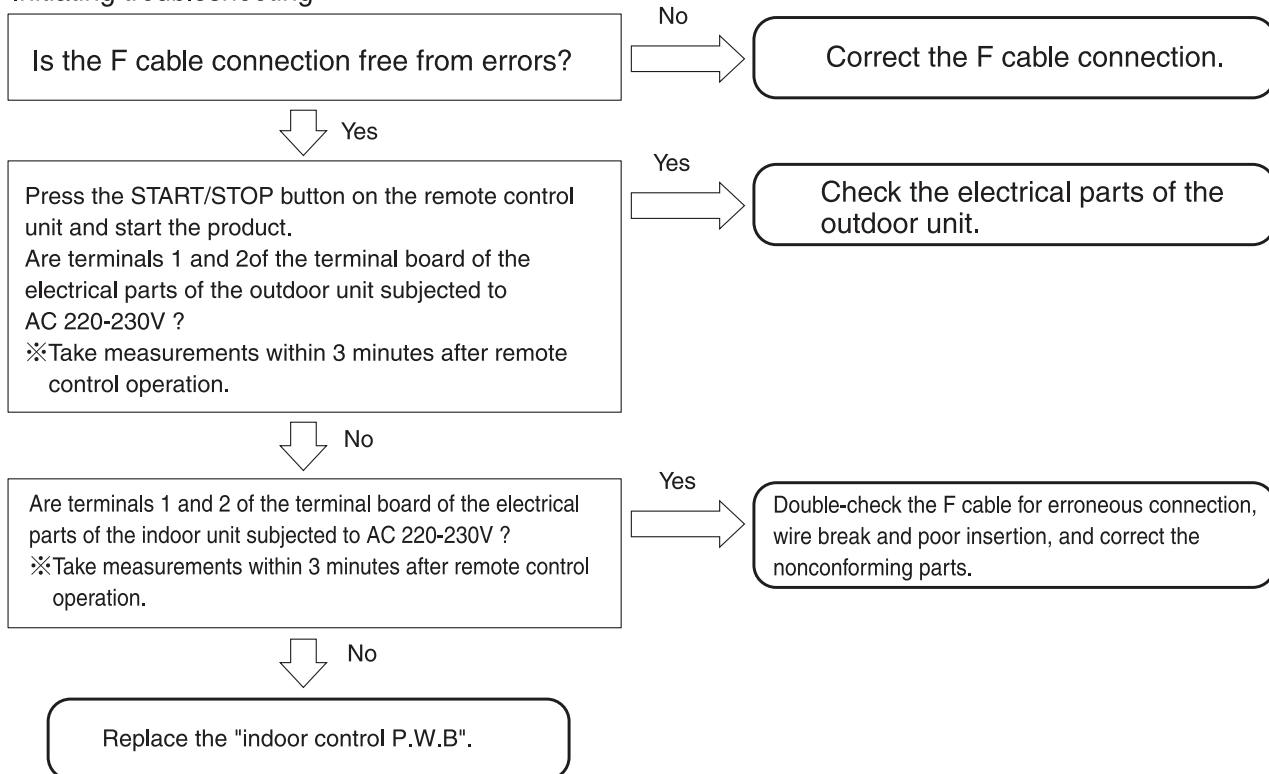 Initiating troubleshooting
Is the F cable connection free from errors?
No
Correct the F cable connection.
Yes
Press the START/STOP button on the remote control
unit and start the product.
Are terminals 1 and 2of the terminal board of the
electrical parts of the outdoor unit subjected to
AC 220-230V ?
※Take measurements within 3 minutes after remote
control operation.
Yes
Check the electrical parts of the
outdoor unit.
No
Are terminals 1 and 2 of the terminal board of the electrical
parts of the indoor unit subjected to AC 220-230V ?
※Take measurements within 3 minutes after remote control
operation.
Yes
Double-check the F cable for erroneous connection,
wire break and poor insertion, and correct the
nonconforming parts.
No
Replace the "indoor control P.W.B".